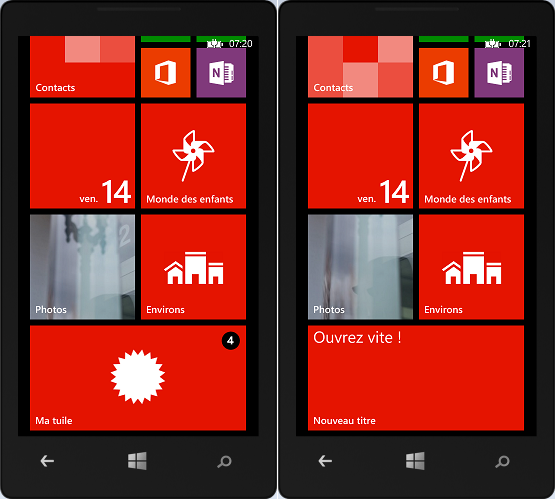 07:20
Contacts
N
ven. 14
Monde des enfants
Photos
Environs
4
Ma tuile
07:21
Contacts
N
ven. 14
Monde des enfants
Photos
Environs
Ouvrez vite !
Nouveau titre